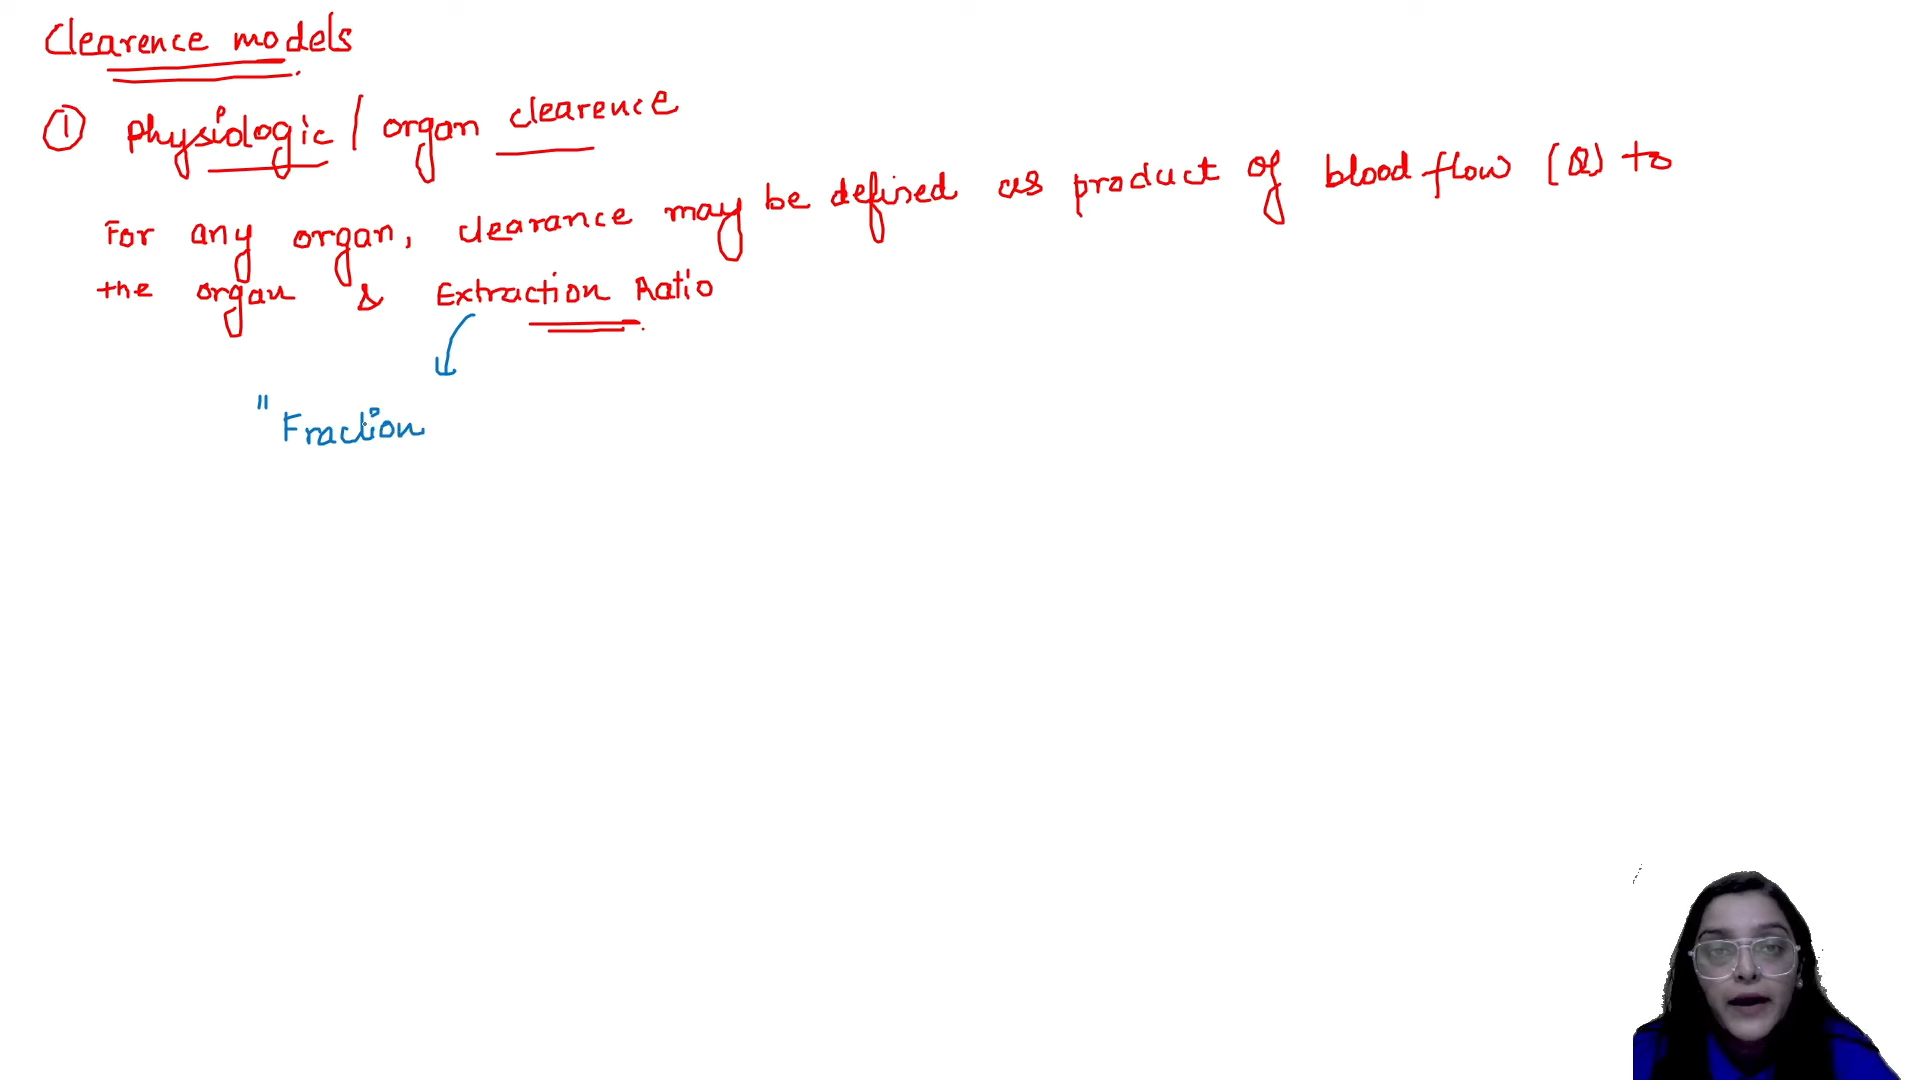 Clearence models
① Physiologic / organ clearence
For any organ, clearance may be defined as product of blood flow (Q) to
the organ & Extraction Ratio
" Fraction